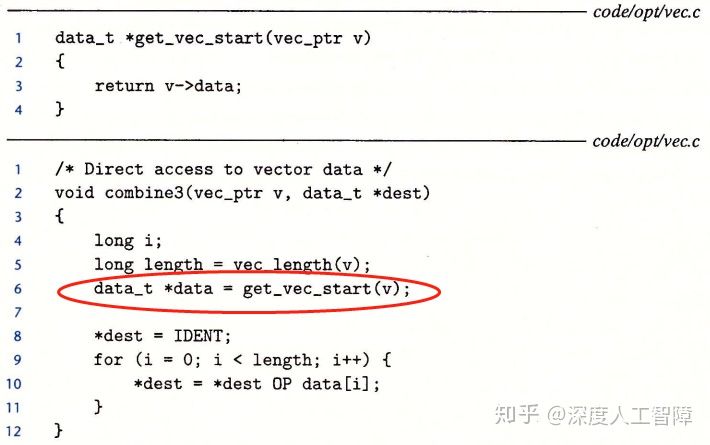 code/opt/vec.c
1 data_t *get_vec_start(vec_ptr v)
2 {
3     return v->data;
4 }
code/opt/vec.c
1 /* Direct access to vector data */
2 void combine3(vec_ptr v, data_t *dest)
3 {
4     long i;
5     long length = vec_length(v);
6     data_t *data = get_vec_start(v);
7
8     *dest = IDENT;
9     for (i = 0; i < length; i++) {
10         *dest = *dest OP data[i];
11     }
12 }
知乎 @深度人工智障